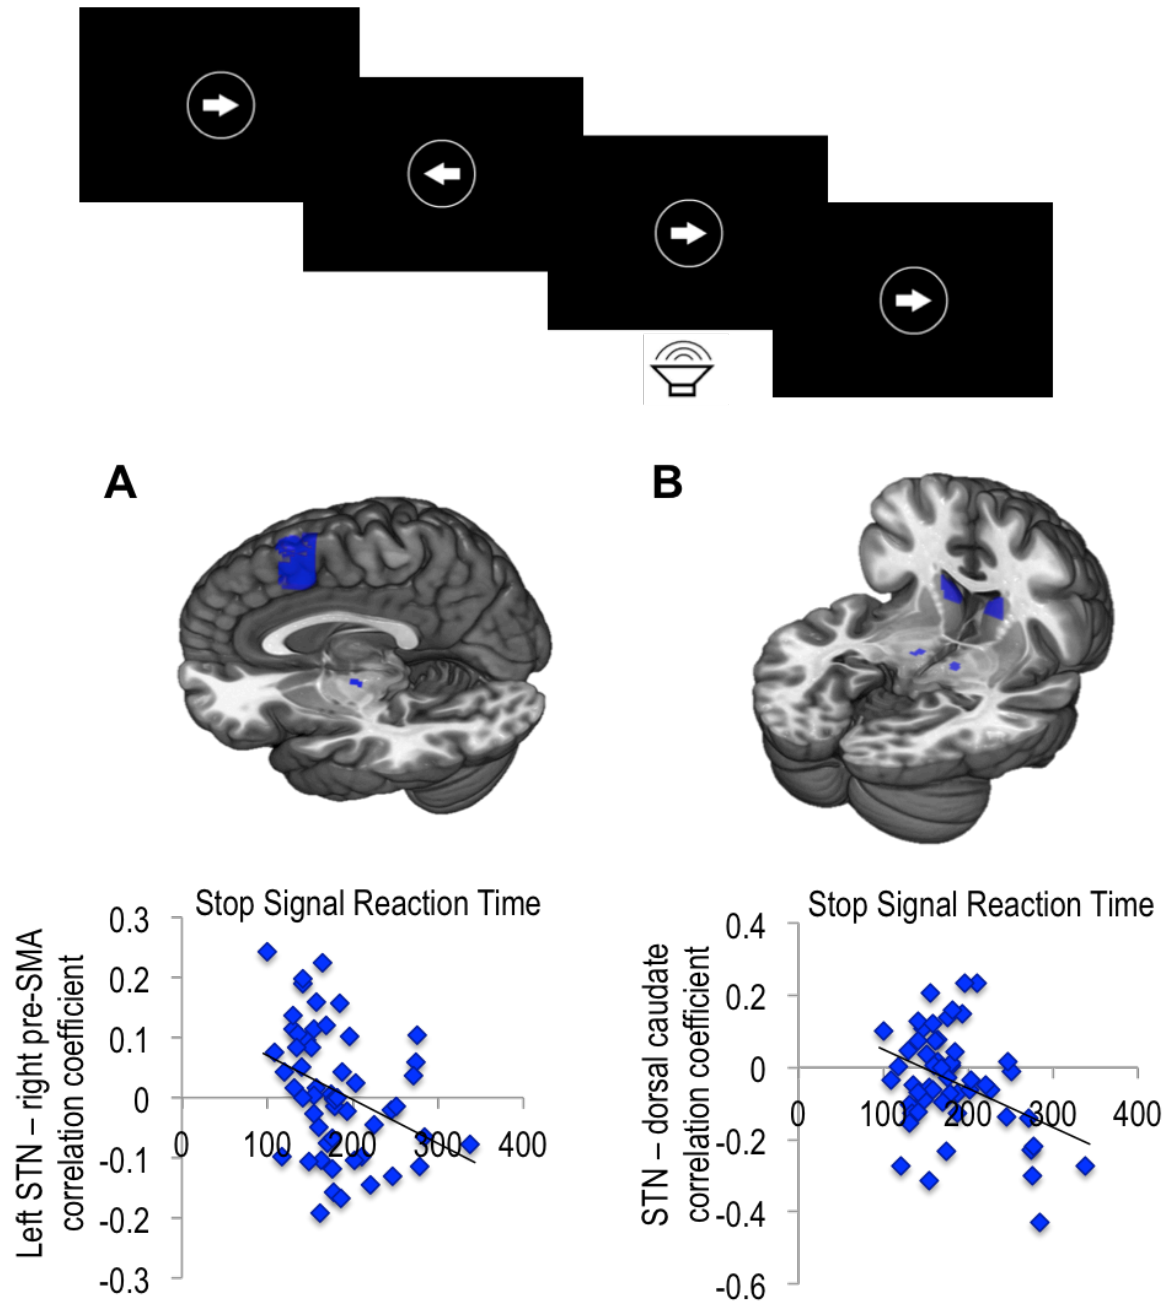 A
B
Stop Signal Reaction Time
Left STN – right pre-SMA
correlation coefficient
0.3
0.2
0.1
0
-0.1
-0.2
-0.3
0
100
200
300
400
Stop Signal Reaction Time
STN – dorsal caudate
correlation coefficient
0.4
0.2
0
-0.2
-0.4
-0.6
0
100
200
300
400